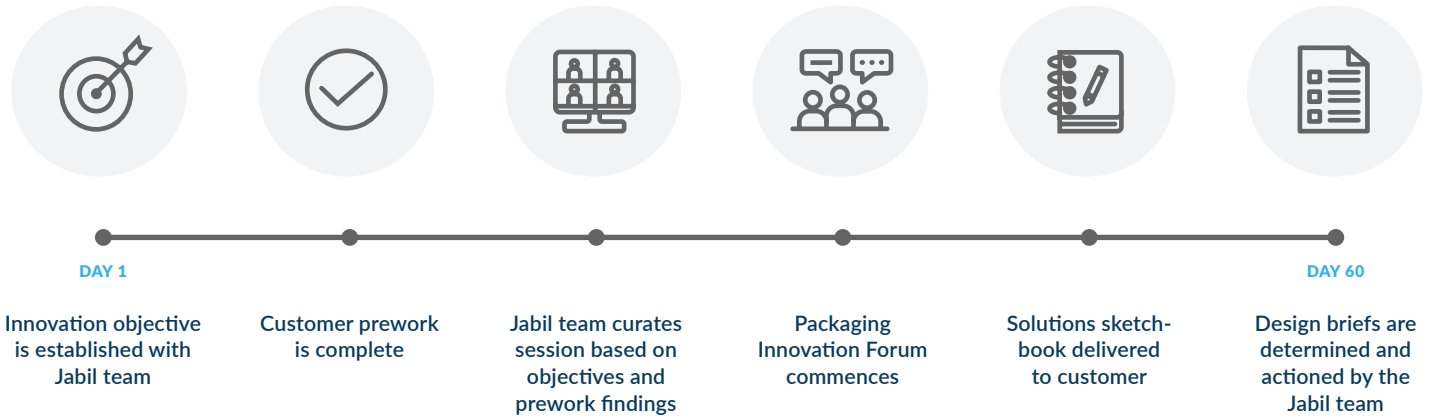 DAY 1
Innovation objective
is established with
Jabil team
Customer prework
is complete
Jabil team curates
session based on
objectives and
prework findings
Packaging
Innovation Forum
commences
Solutions sketch-
book delivered
to customer
DAY 60
Design briefs are
determined and
actioned by the
Jabil team